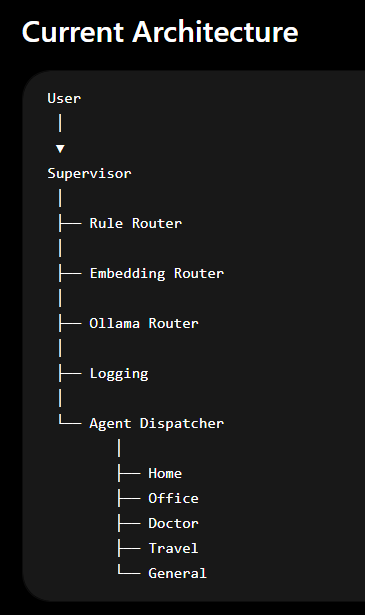 Current Architecture
User
│
▼
Supervisor
│
├── Rule Router
│
├── Embedding Router
│
├── Ollama Router
│
├── Logging
│
└── Agent Dispatcher
│
├── Home
├── Office
├── Doctor
├── Travel
└── General